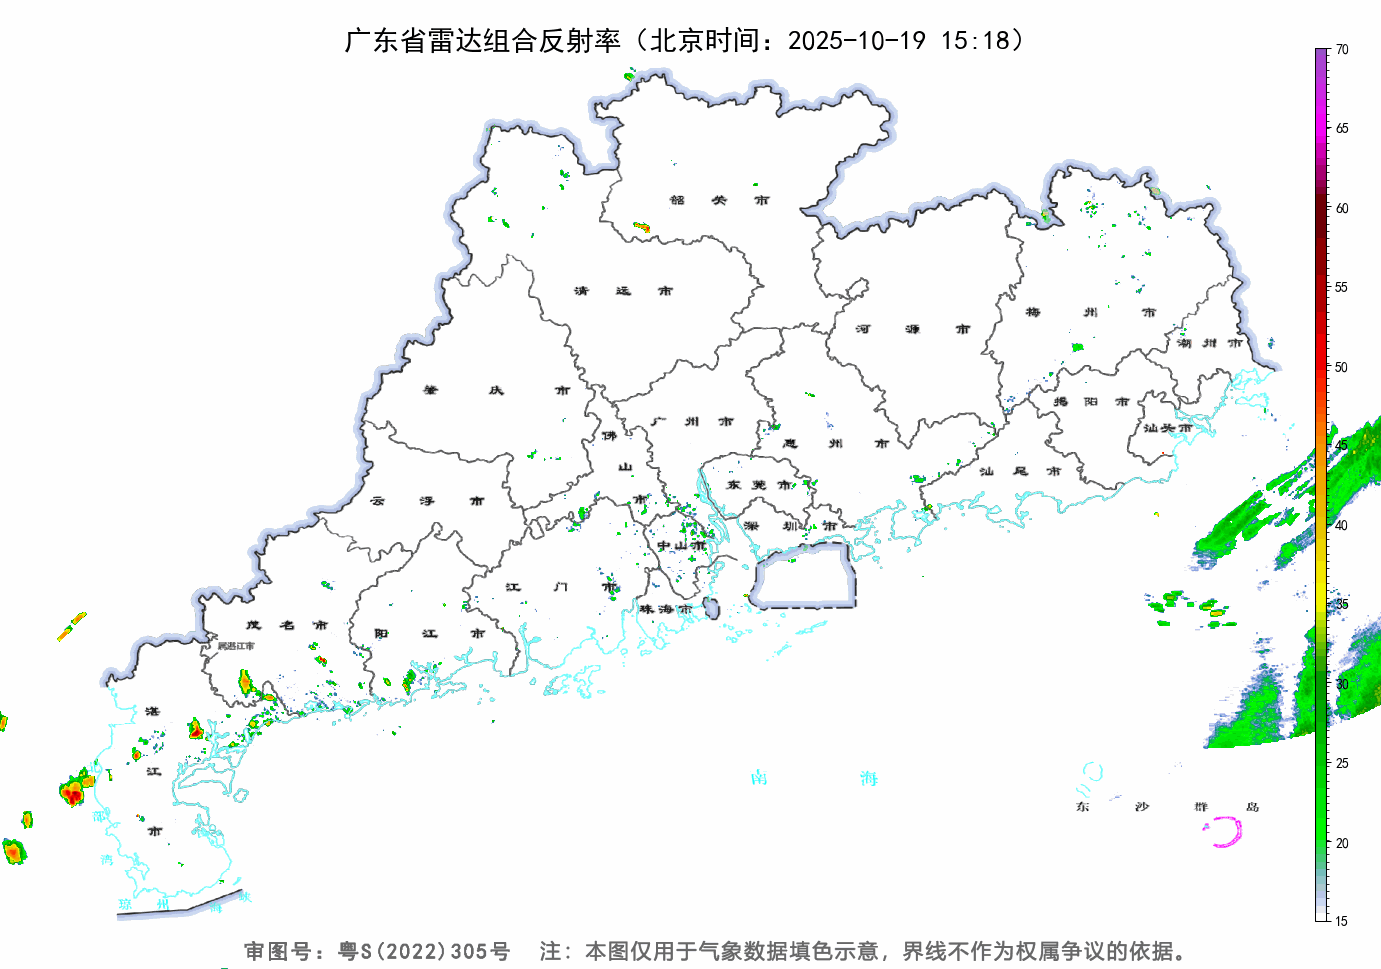 广东省雷达组合反射率（北京时间：2025-10-19 15:18）
70
65
60
55
50
45
40
35
30
25
20
15
韶关市
清远市
河源市
梅州市
潮州市
肇庆市
广州市
佛山市
惠州市
揭阳市
汕头市
汕尾市
东莞市
深圳市
云浮市
中山市
江门市
珠海市
茂名市
阳江市
属湛江市
湛江市
南海
东沙群岛
湾
琼州海峡
审图号：粤S(2022)305号 注：本图仅用于气象数据填色示意，界线不作为权属争议的依据。